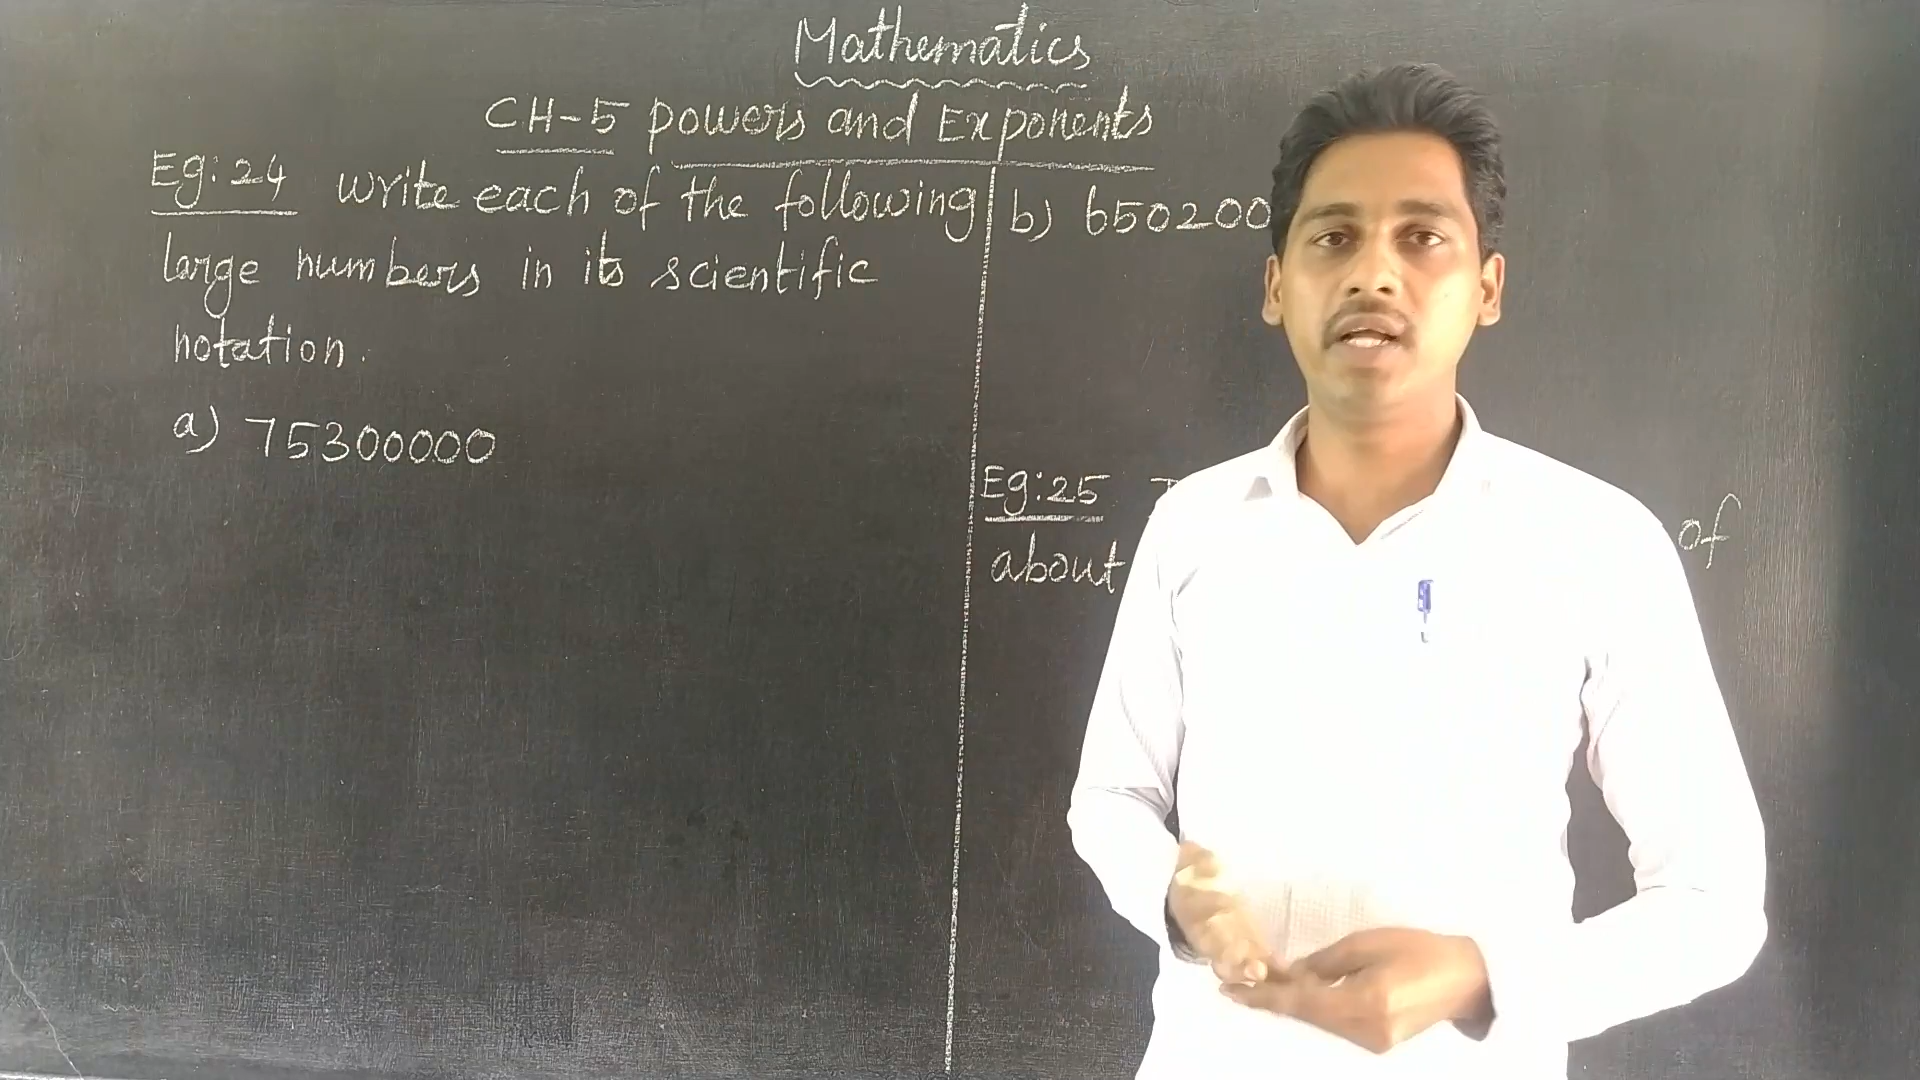 Mathematics
CH-5 powers and Exponents
Eg:24 write each of the following
large numbers in its scientific
notation.
a) 75300000
b) 650200
Eg:25
about of